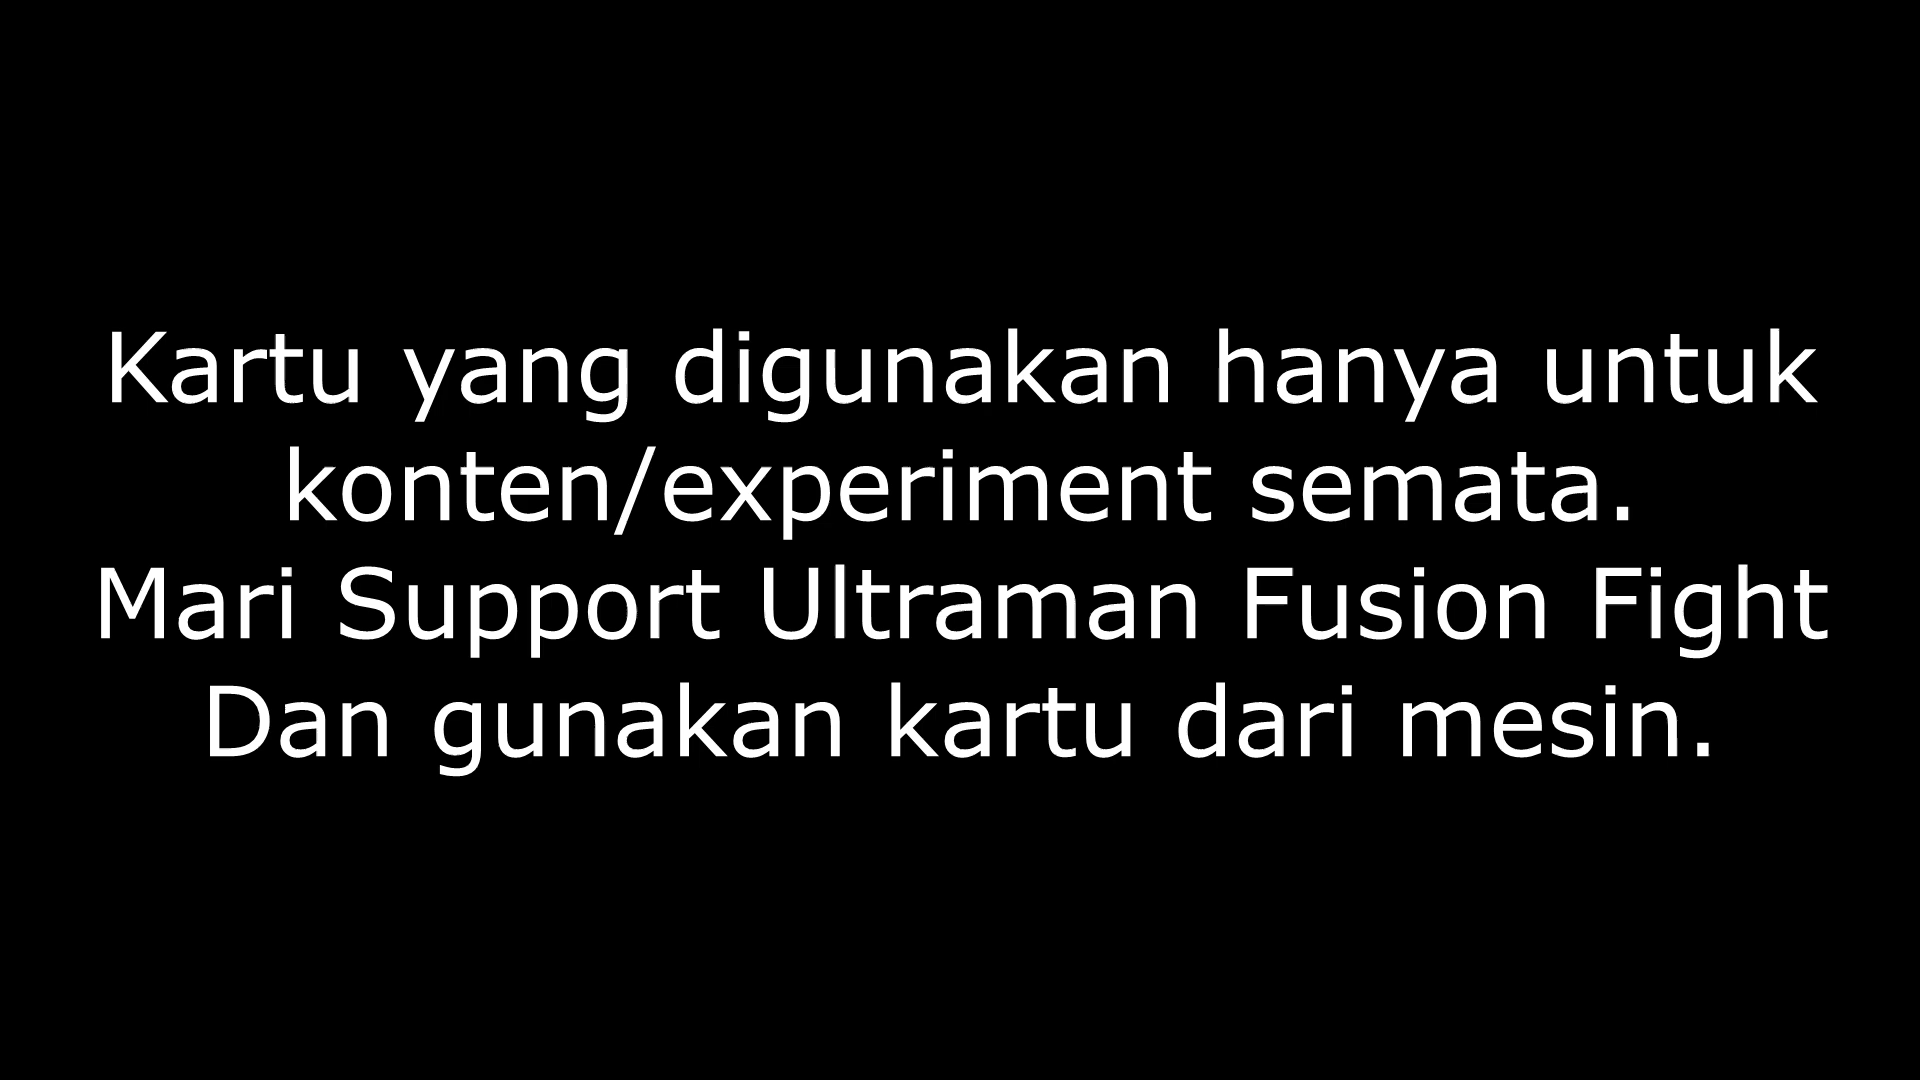 Kartu yang digunakan hanya untuk
konten/experiment semata.
Mari Support Ultraman Fusion Fight
Dan gunakan kartu dari mesin.